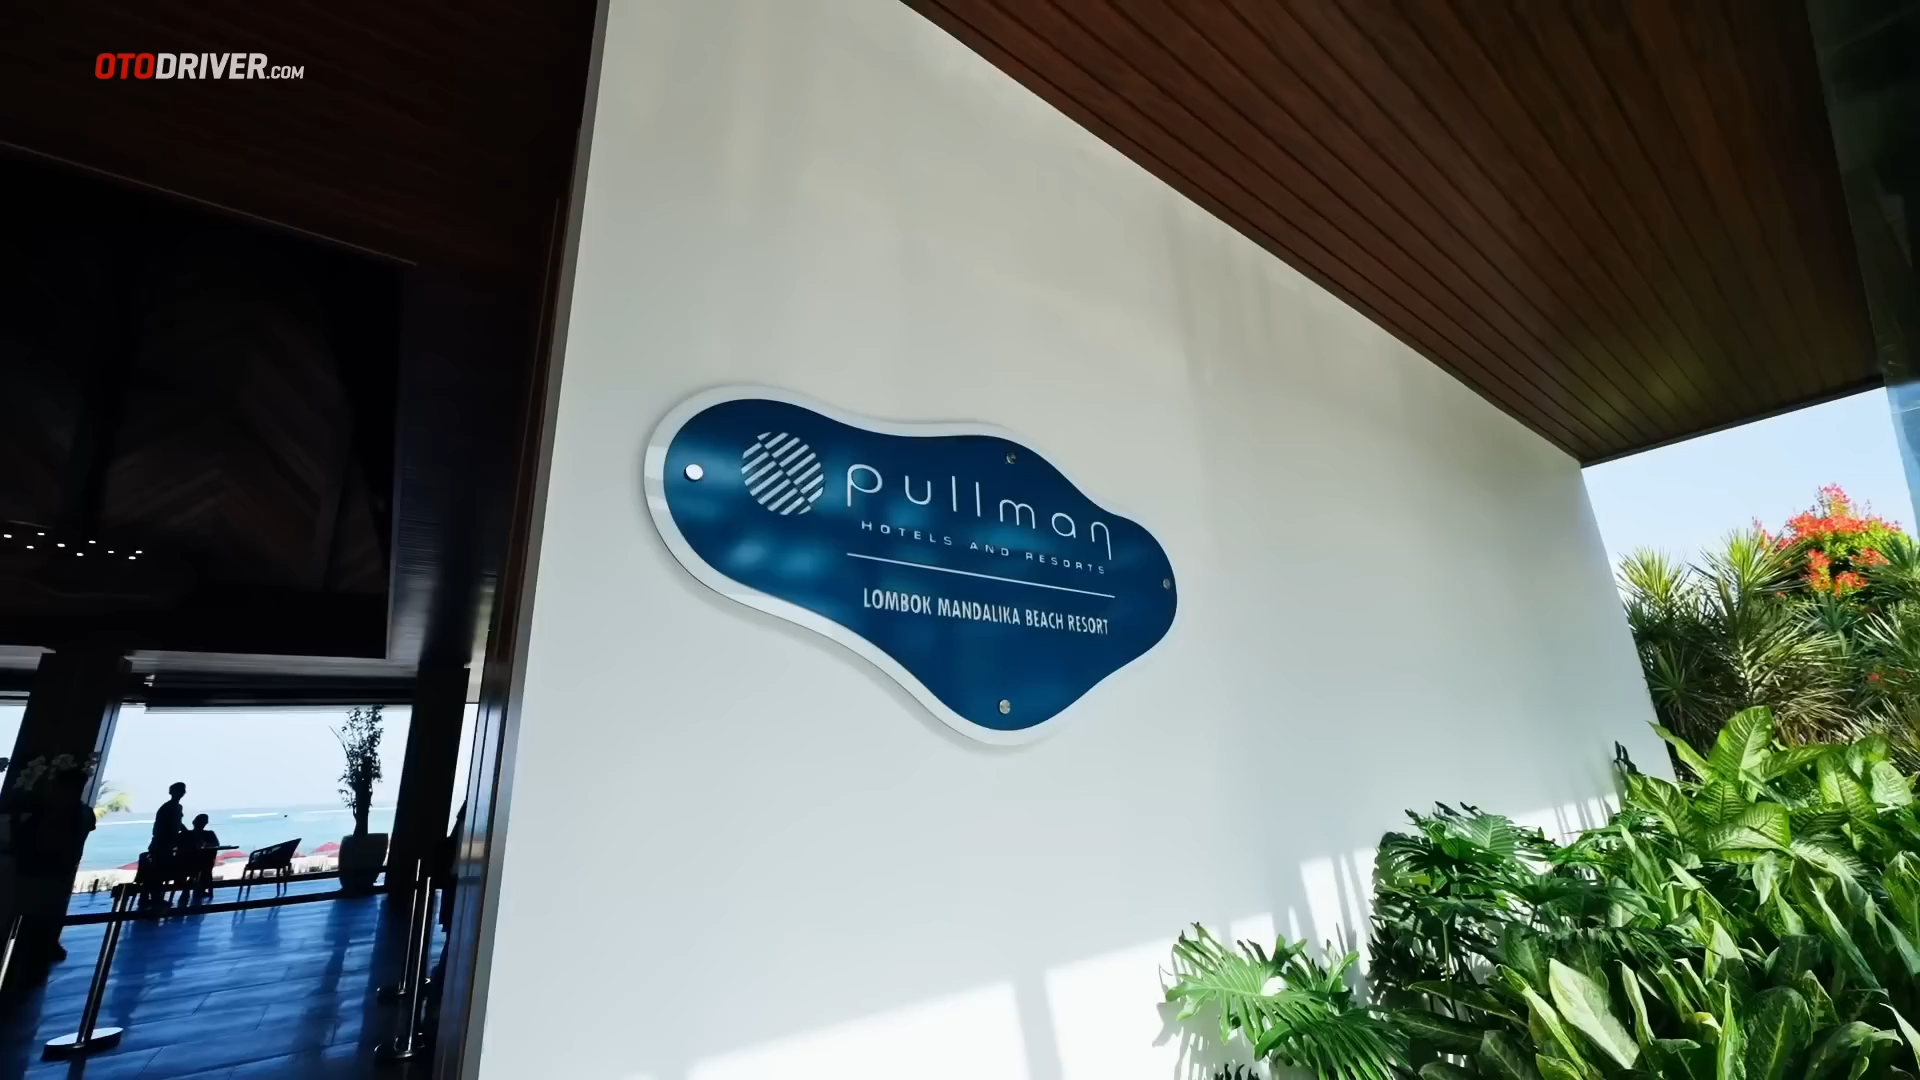 OTODRIVER.COM
pullman
HOTELS AND RESORTS
LOMBOK MANDALIKA BEACH RESORT